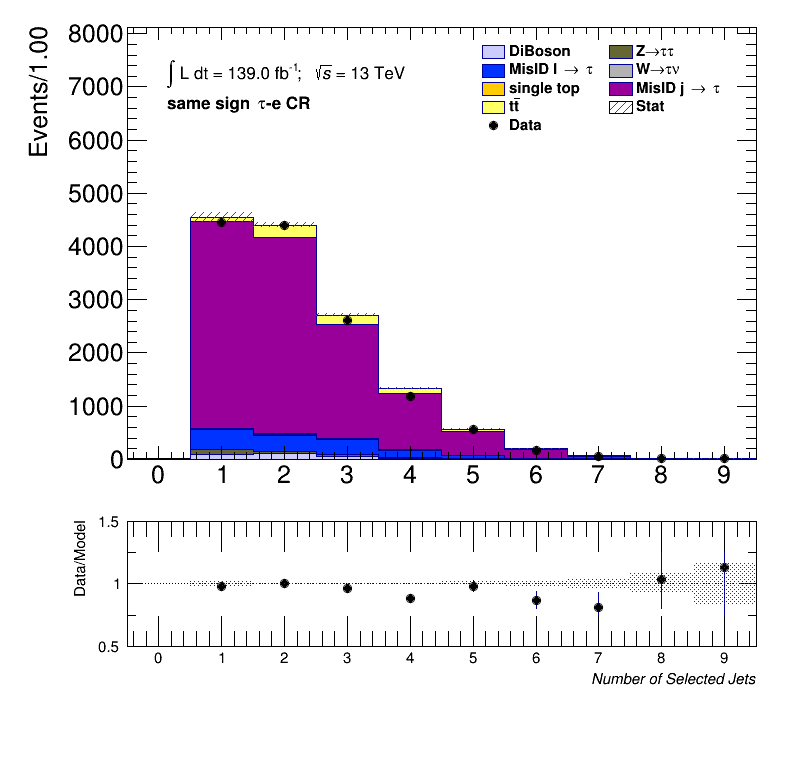 Events/1.00
8000
7000
6000
5000
4000
3000
2000
1000
0
∫ L dt = 139.0 fb⁻¹; √s = 13 TeV
same sign τ-e CR
DiBoson
MisID l → τ
single top
tt̄
Data
Z→ττ
W→τν
MisID j → τ
Stat
0 1 2 3 4 5 6 7 8 9
Data/Model
1.5
1
0.5
0 1 2 3 4 5 6 7 8 9
Number of Selected Jets